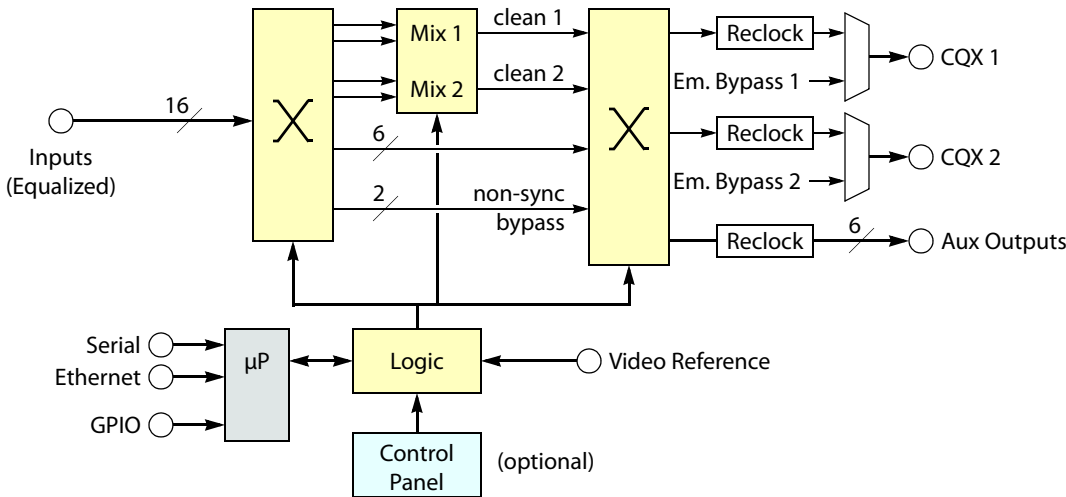 Mix 1
clean 1
Reclock
CQX 1
clean 2
Mix 2
Em. Bypass 1
16
Inputs
(Equalized)
6
Reclock
CQX 2
2
non-sync
bypass
Em. Bypass 2
Reclock
6
Aux Outputs
Serial
Ethernet
GPIO
µP
Logic
Video Reference
Control
Panel
(optional)